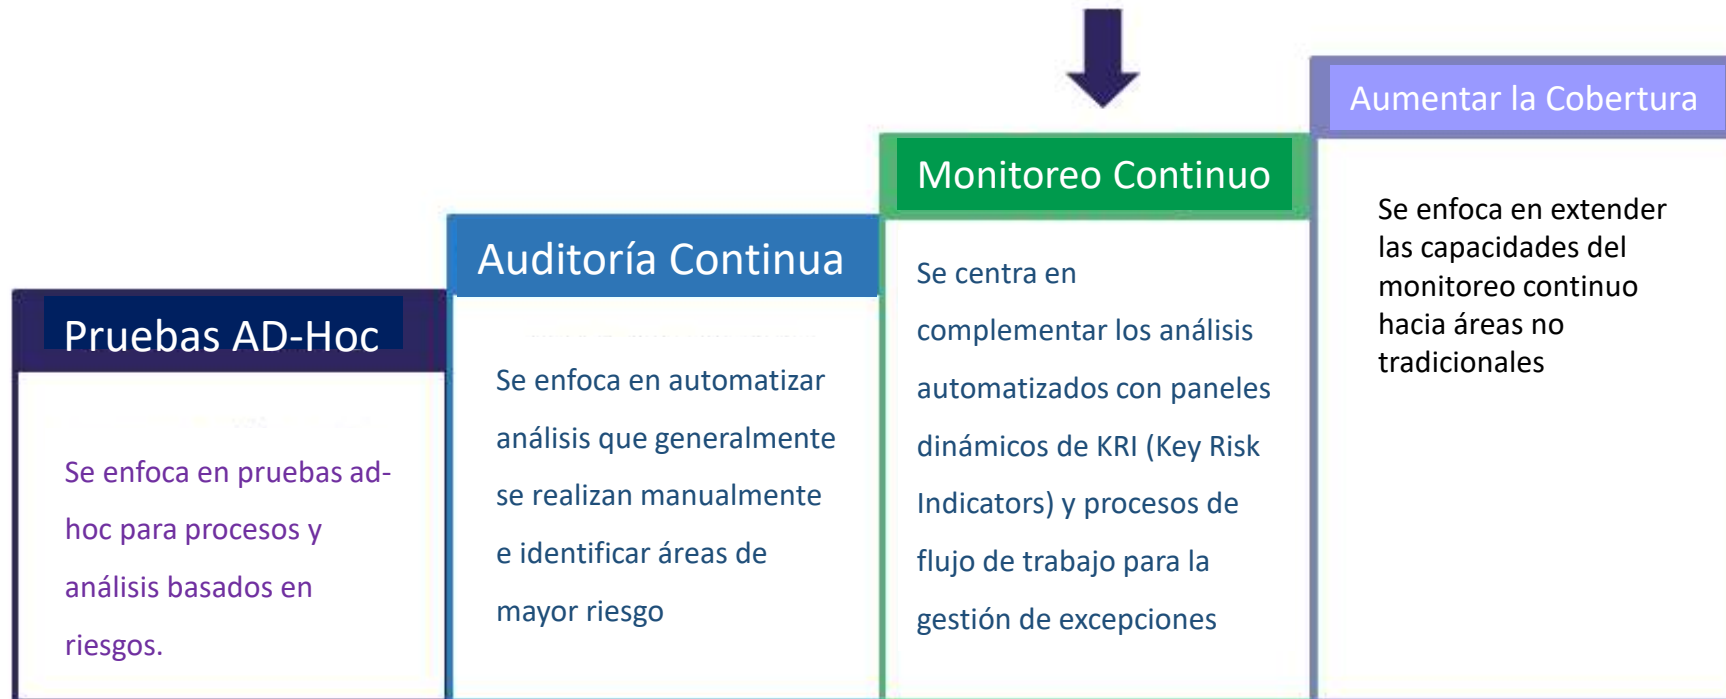 Pruebas AD-Hoc
Se enfoca en pruebas ad-
hoc para procesos y
análisis basados en
riesgos.
Auditoría Continua
Se enfoca en automatizar
análisis que generalmente
se realizan manualmente
e identificar áreas de
mayor riesgo
Monitoreo Continuo
Se centra en
complementar los análisis
automatizados con paneles
dinámicos de KRI (Key Risk
Indicators) y procesos de
flujo de trabajo para la
gestión de excepciones
Aumentar la Cobertura
Se enfoca en extender
las capacidades del
monitoreo continuo
hacia áreas no
tradicionales